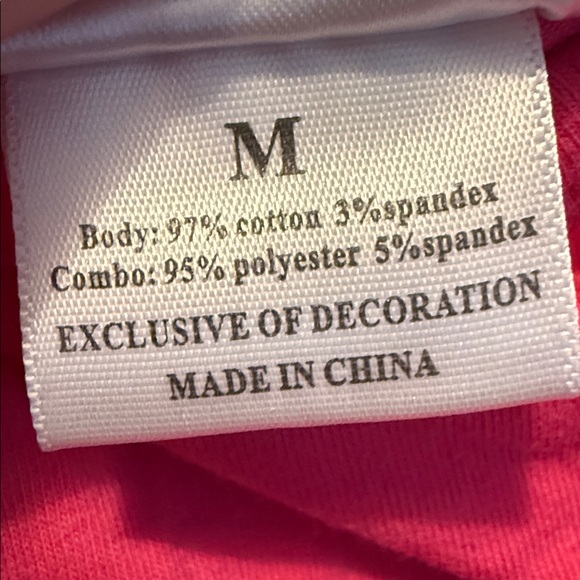 M
Body: 97% cotton 3%spandex
Combo: 95% polyester 5%spandex
EXCLUSIVE OF DECORATION
MADE IN CHINA